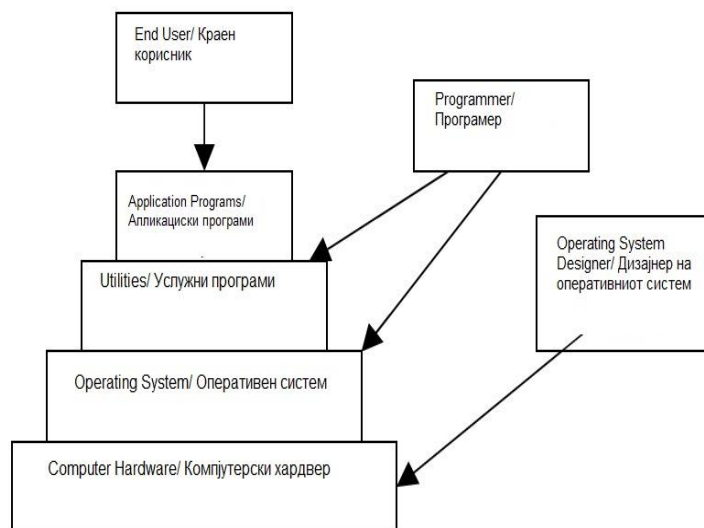 End User/ Краен
корисник
Programmer/
Програмер
Application Programs/
Апликациски програми
Operating System
Designer/ Дизајнер на
оперативниот систем
Utilities/ Услужни програми
Operating System/ Оперативен систем
Computer Hardware/ Компјутерски хардвер